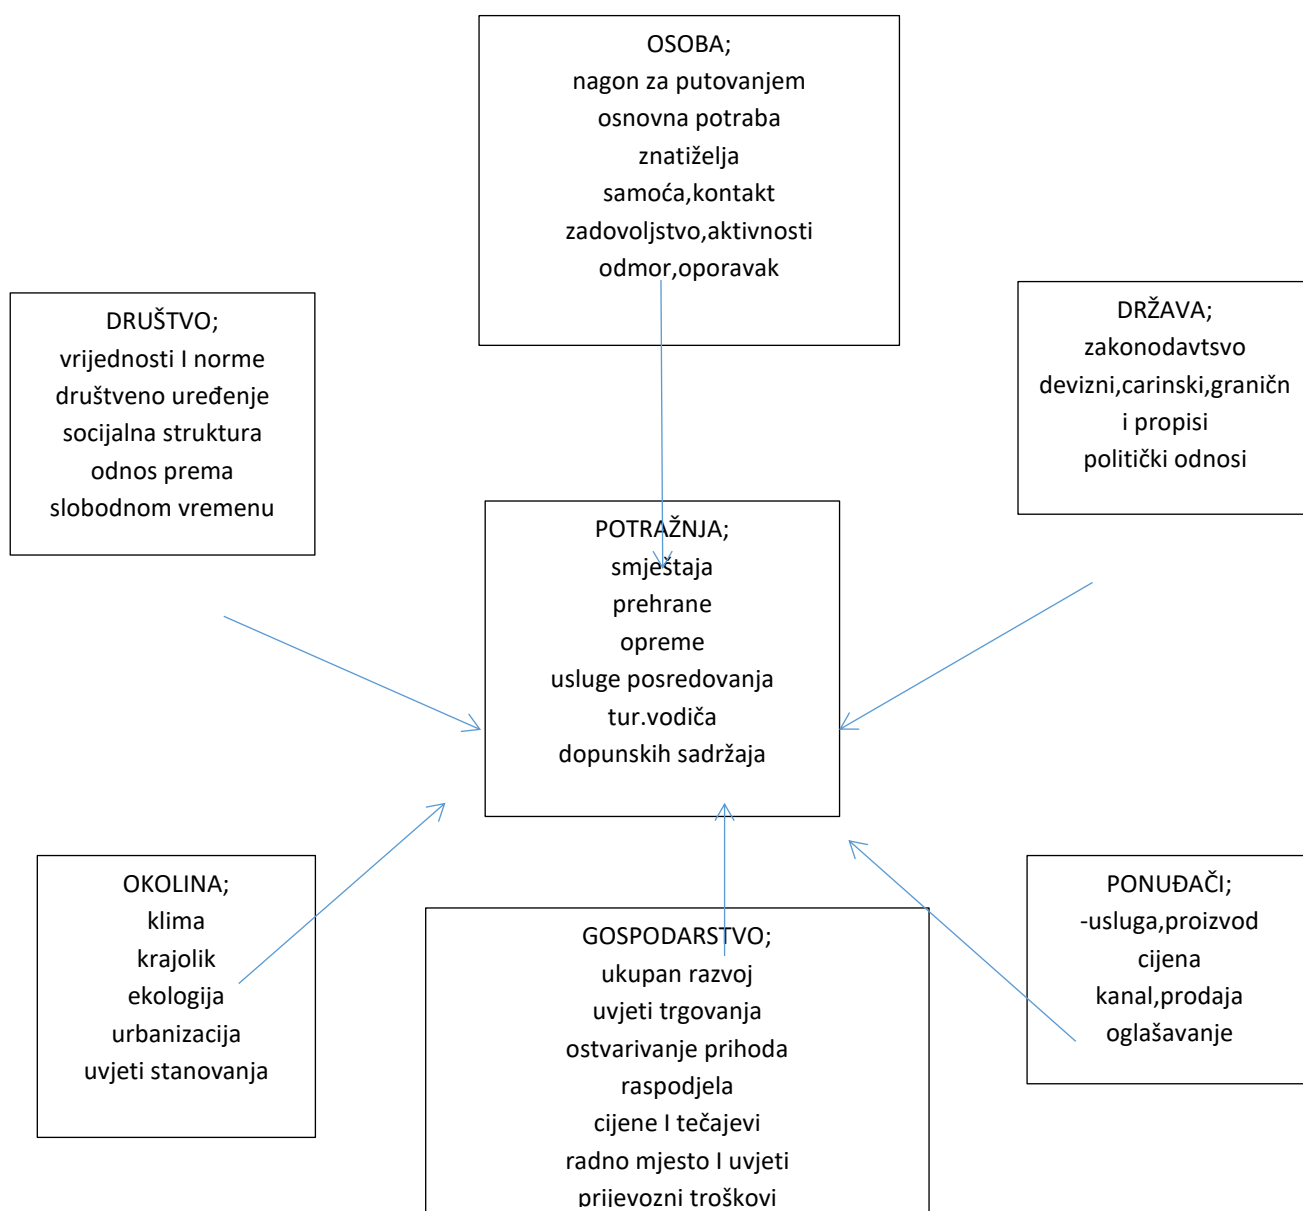 OSOBA;
nagon za putovanjem
osnovna potraba
znatiželja
samoća,kontakt
zadovoljstvo,aktivnosti
odmor,oporavak
DRUŠTVO;
vrijednosti I norme
društveno uređenje
socijalna struktura
odnos prema
slobodnom vremenu
DRŽAVA;
zakonodavtsvo
devizni,carinski,graničn
i propisi
politički odnosi
POTRAŽNJA;
smještaja
prehrane
opreme
usluge posredovanja
tur.vodiča
dopunskih sadržaja
OKOLINA;
klima
krajolik
ekologija
urbanizacija
uvjeti stanovanja
GOSPODARSTVO;
ukupan razvoj
uvjeti trgovanja
ostvarivanje prihoda
raspodjela
cijene I tečajevi
radno mjesto I uvjeti
prijevozni troškovi
PONUĐAČI;
-usluga,proizvod
cijena
kanal,prodaja
oglašavanje